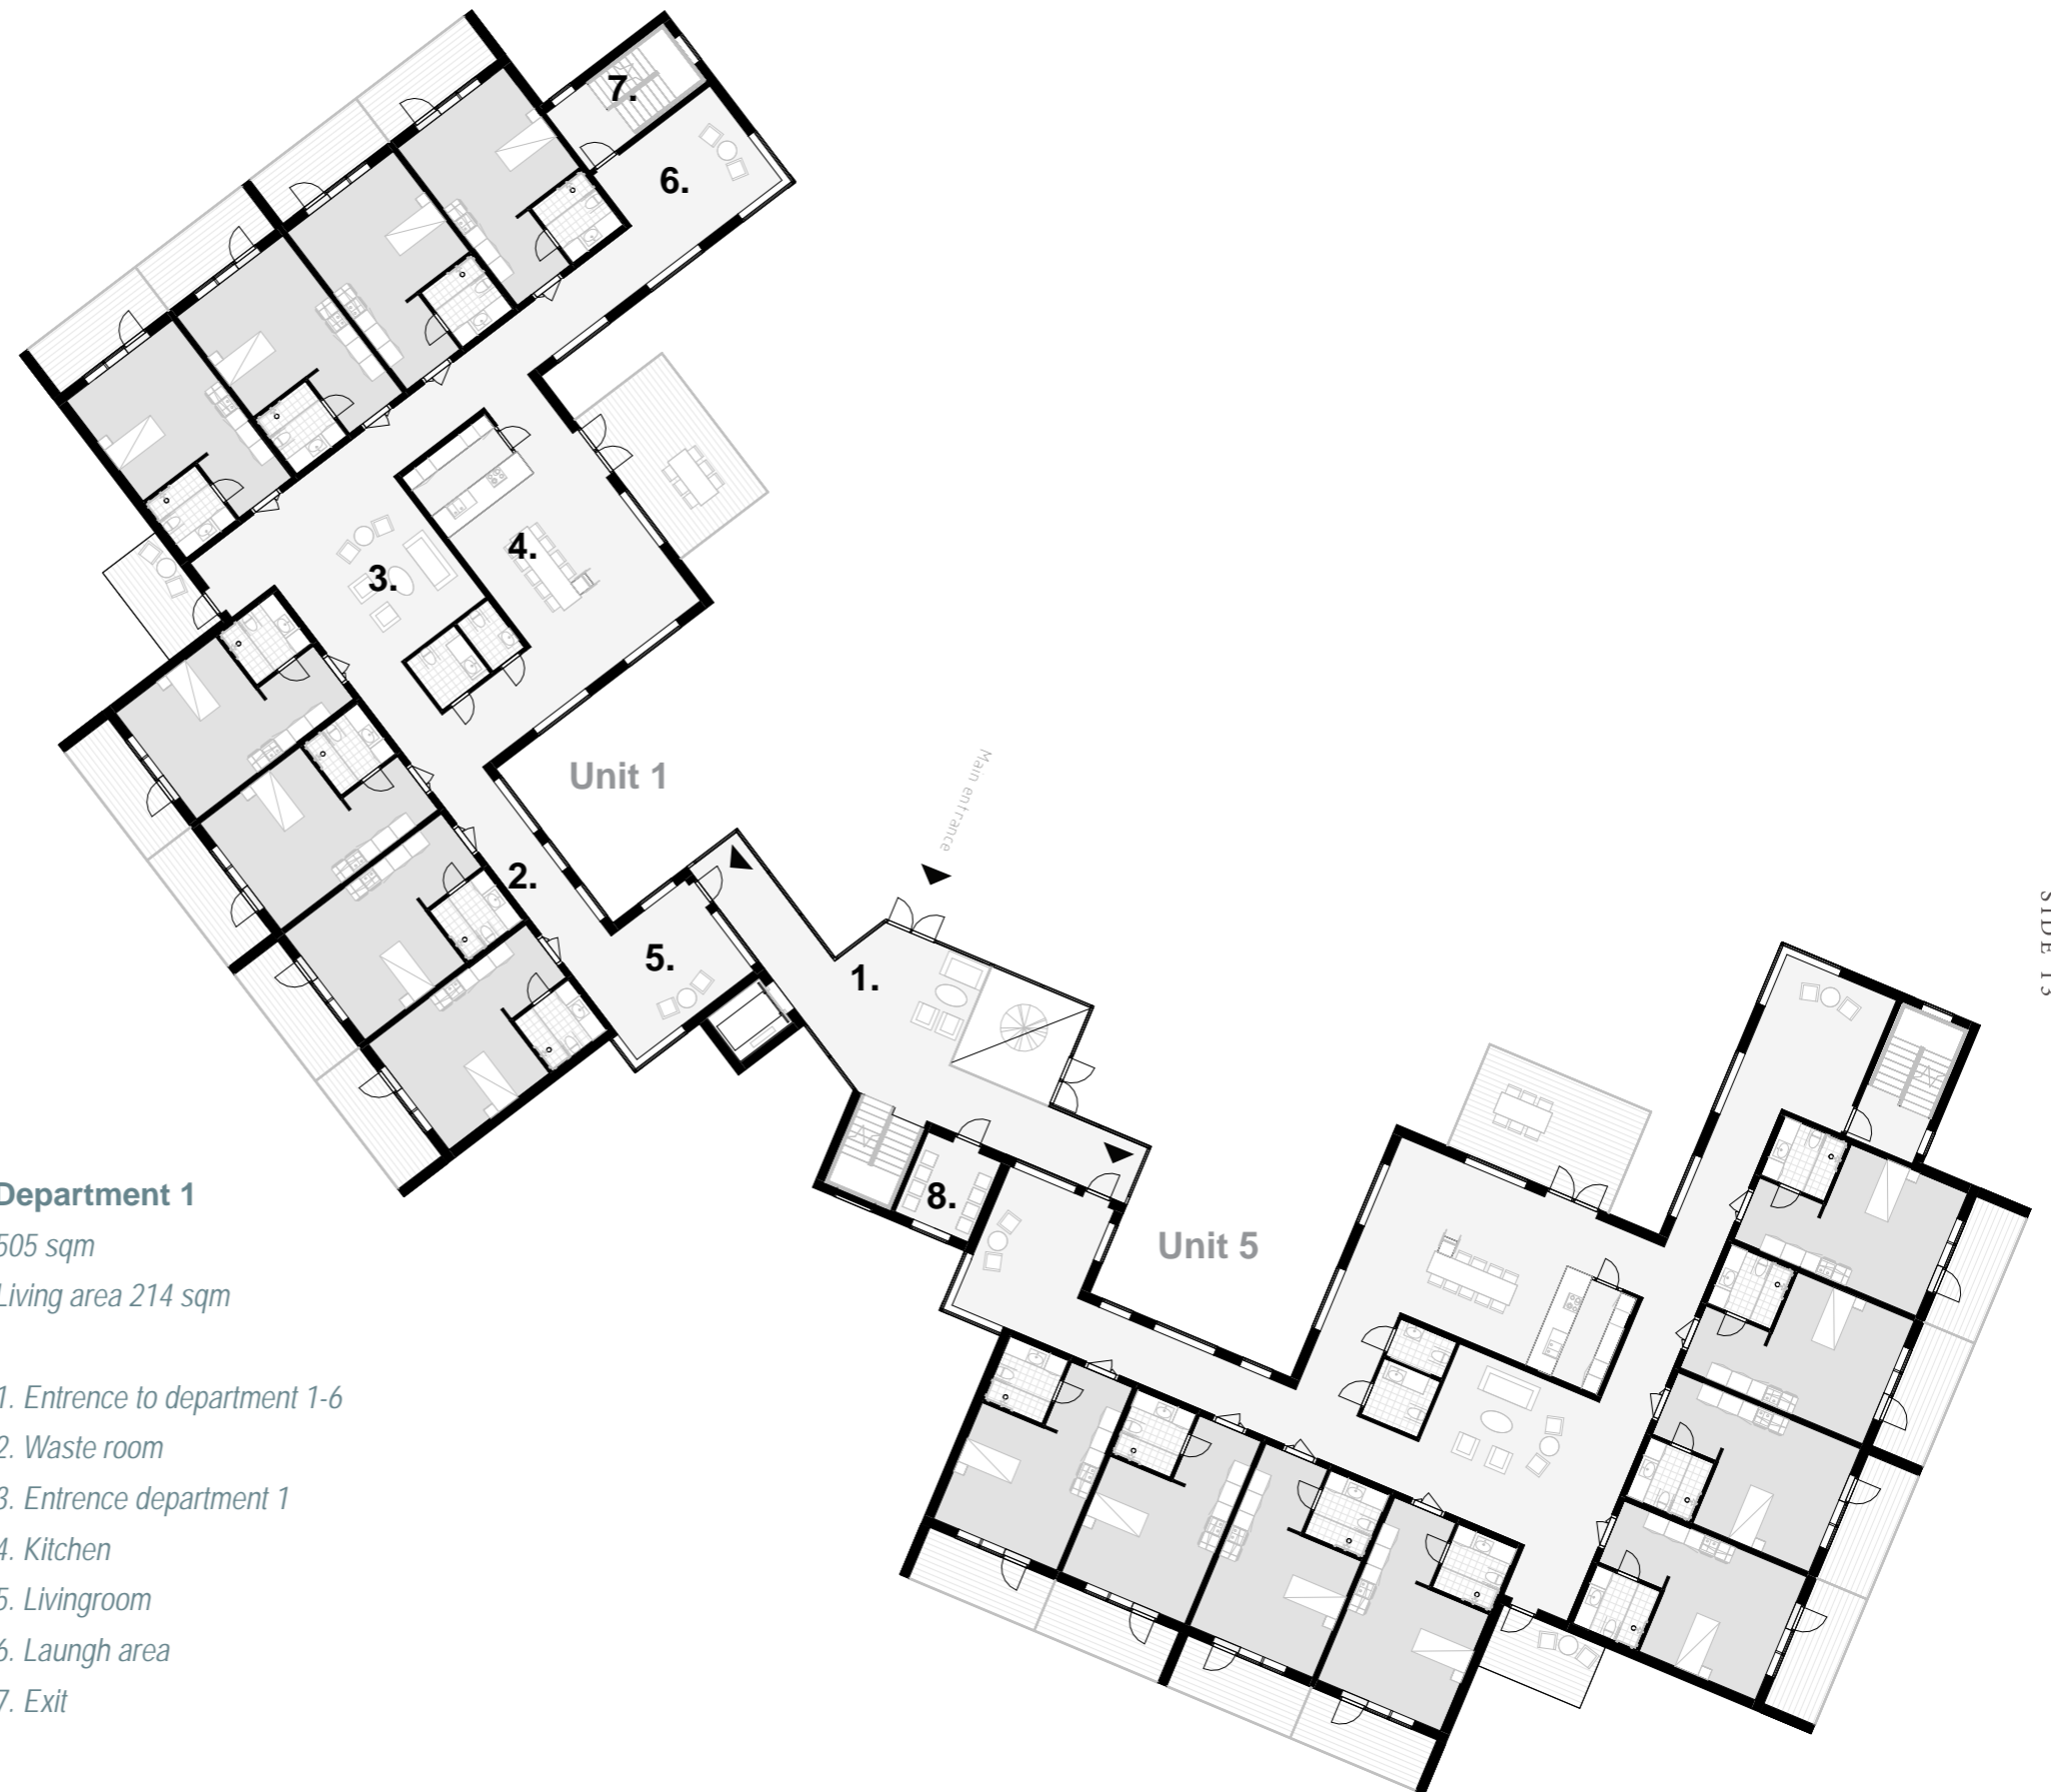 7.
6.
4.
3.
Unit 1
Main entrance
2.
5.
1.
8.
Unit 5
Department 1
505 sqm
Living area 214 sqm
1. Entrence to department 1-6
2. Waste room
3. Entrence department 1
4. Kitchen
5. Livingroom
6. Laungh area
7. Exit